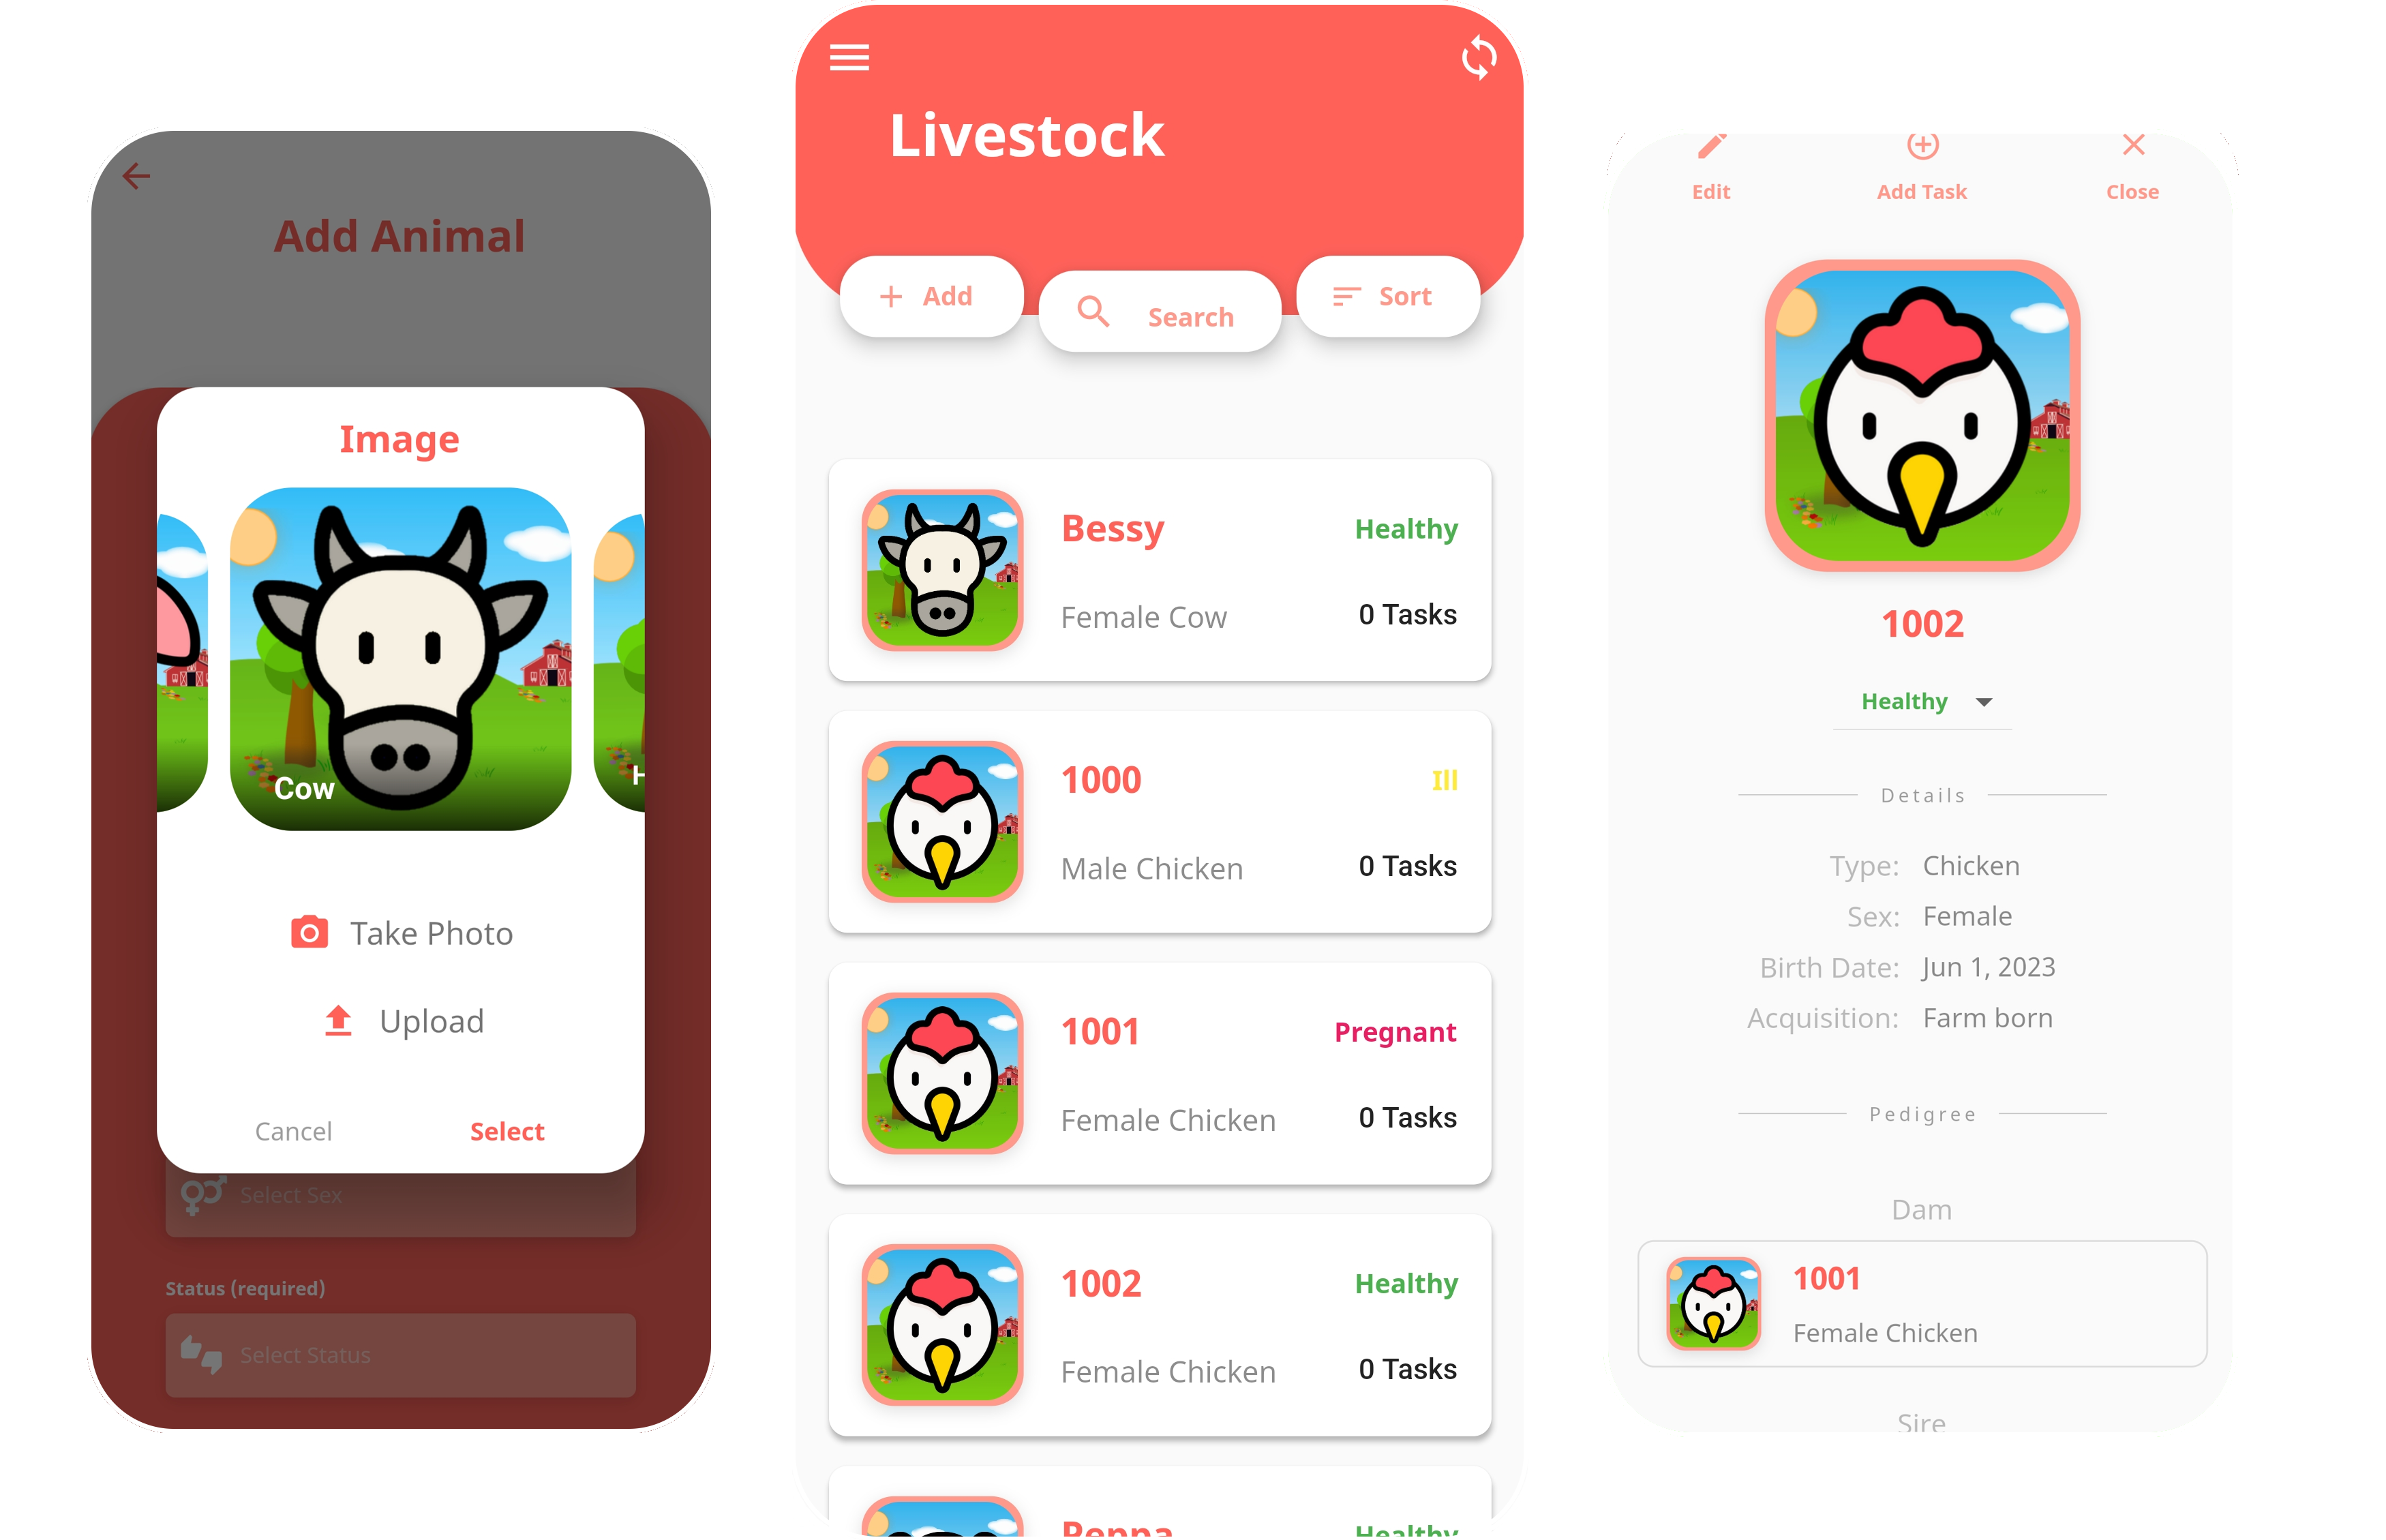 Add Animal
Image
Cow
H
Take Photo
Upload
Cancel
Select
Select Sex
Status (required)
Select Status
Livestock
Add
Search
Sort
Bessy
Healthy
Female Cow
0 Tasks
1000
Ill
Male Chicken
0 Tasks
1001
Pregnant
Female Chicken
0 Tasks
1002
Healthy
Female Chicken
0 Tasks
Peppa
Healthy
Edit
Add Task
Close
1002
Healthy
Details
Type: Chicken
Sex: Female
Birth Date: Jun 1, 2023
Acquisition: Farm born
Pedigree
Dam
1001
Female Chicken
Sire